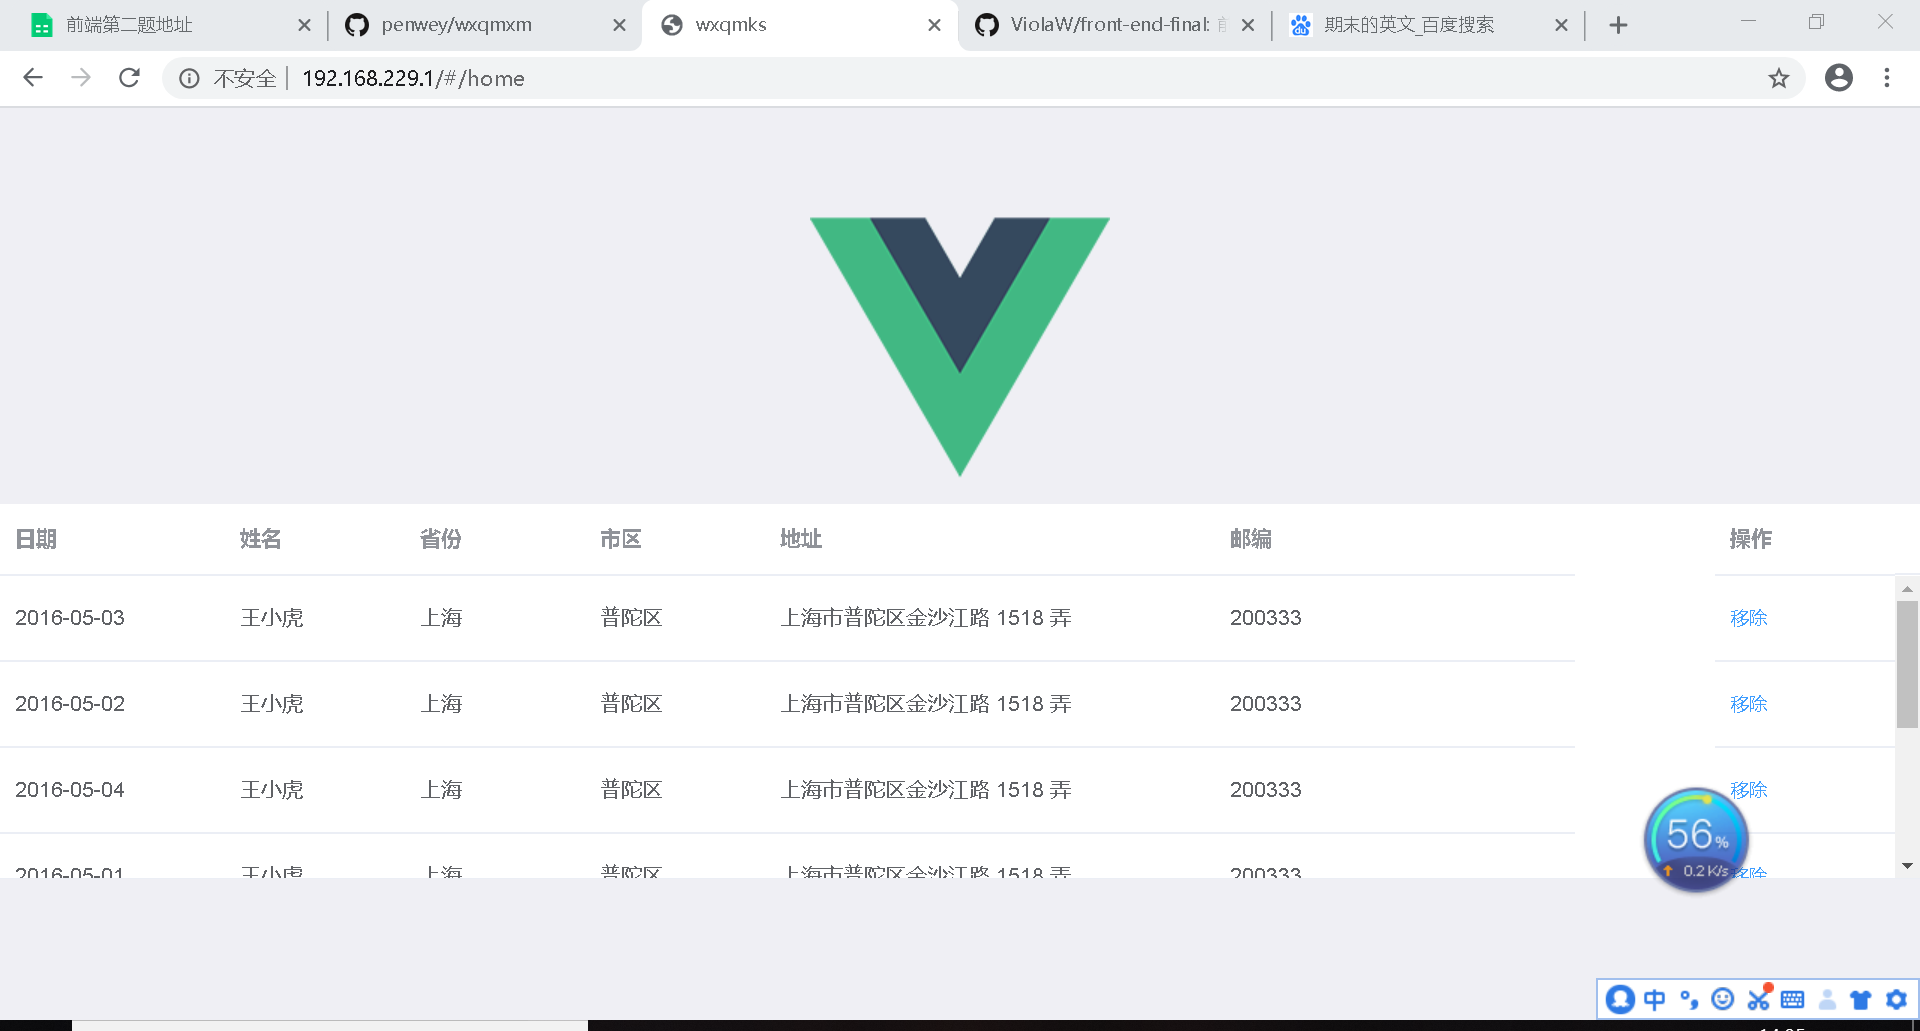 前端第二题地址
penwey/wxqmxm
wxqmks
ViolaW/front-end-final: 前
期末的英文_百度搜索
不安全 192.168.229.1/#/home
日期 姓名 省份 市区 地址 邮编 操作
2016-05-03 王小虎 上海 普陀区 上海市普陀区金沙江路 1518 弄 200333 移除
2016-05-02 王小虎 上海 普陀区 上海市普陀区金沙江路 1518 弄 200333 移除
2016-05-04 王小虎 上海 普陀区 上海市普陀区金沙江路 1518 弄 200333 移除
2016-05-01 王小虎 上海 普陀区 上海市普陀区金沙江路 1518 弄 200333 移除
56%
0.2 K/s
中